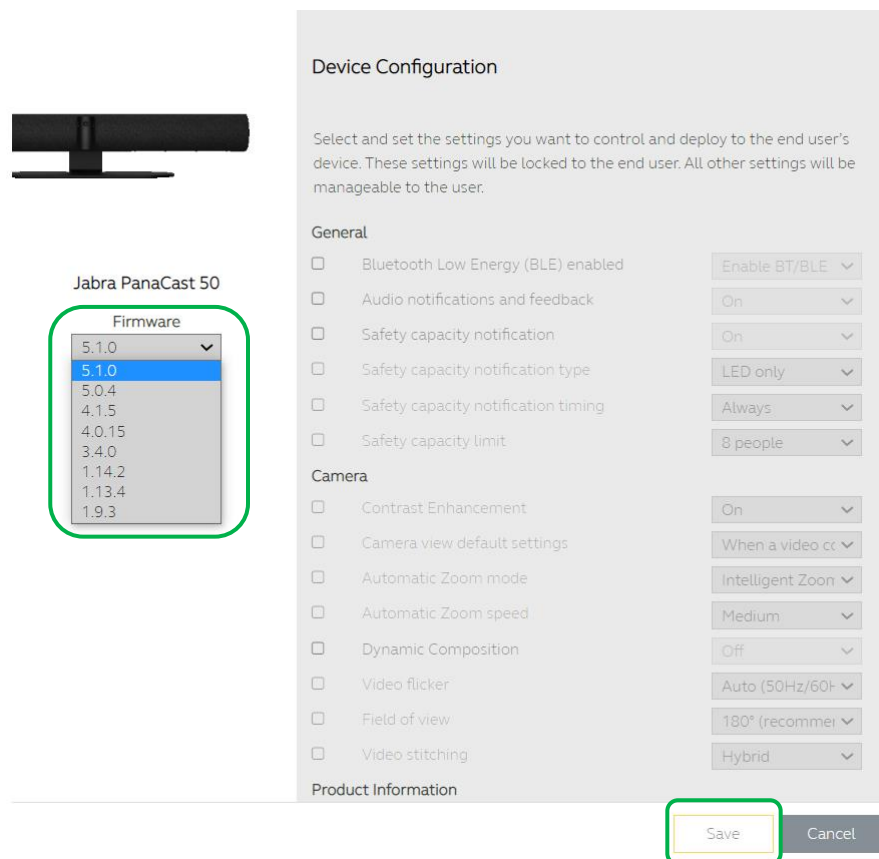 Device Configuration
Select and set the settings you want to control and deploy to the end user's
device. These settings will be locked to the end user. All other settings will be
manageable to the user.
Jabra PanaCast 50
Firmware
5.1.0
5.1.0
5.0.4
4.1.5
4.0.15
3.4.0
1.14.2
1.13.4
1.9.3
General
Bluetooth Low Energy (BLE) enabled Enable BT/BLE
Audio notifications and feedback On
Safety capacity notification On
Safety capacity notification type LED only
Safety capacity notification timing Always
Safety capacity limit 8 people
Camera
Contrast Enhancement On
Camera view default settings When a video cc
Automatic Zoom mode Intelligent Zoon
Automatic Zoom speed Medium
Dynamic Composition Off
Video flicker Auto (50Hz/60H
Field of view 180° (recommen
Video stitching Hybrid
Product Information
Save Cancel